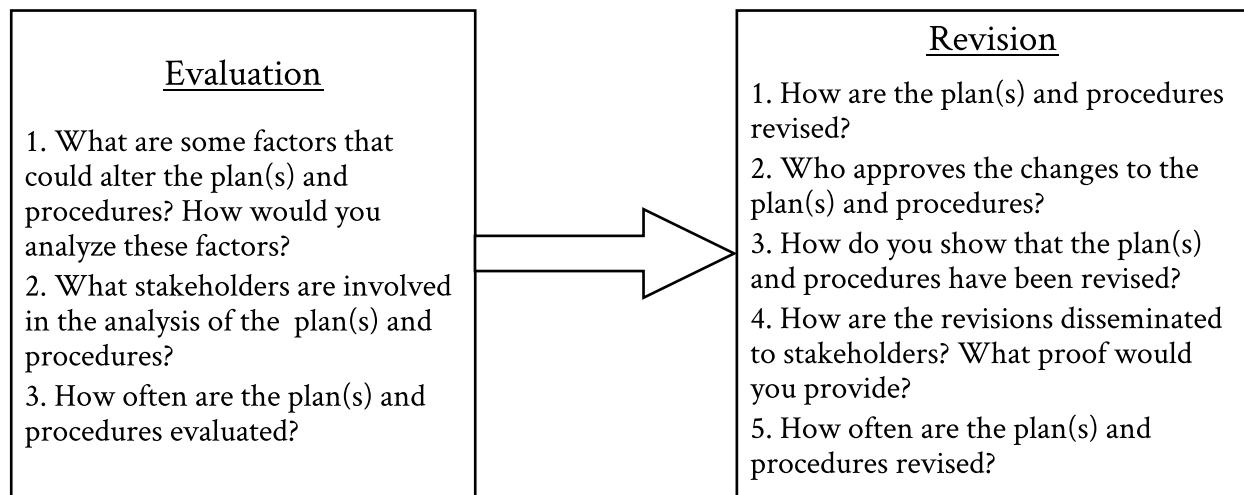 Evaluation
1. What are some factors that
could alter the plan(s) and
procedures? How would you
analyze these factors?
2. What stakeholders are involved
in the analysis of the  plan(s) and
procedures?
3. How often are the plan(s) and
procedures evaluated?
Revision
1. How are the plan(s) and procedures
revised?
2. Who approves the changes to the
plan(s) and procedures?
3. How do you show that the plan(s)
and procedures have been revised?
4. How are the revisions disseminated
to stakeholders? What proof would
you provide?
5. How often are the plan(s) and
procedures revised?